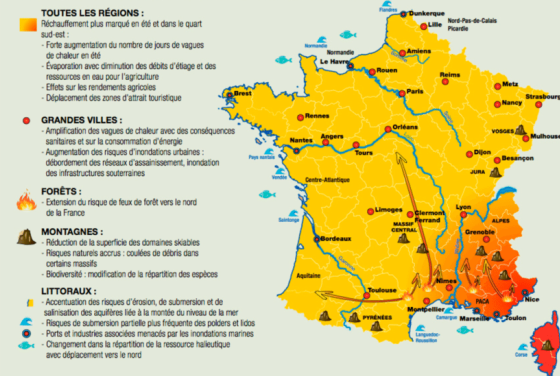 TOUTES LES RÉGIONS :
Réchauffement plus marqué en été et dans le quart
sud-est :
- Forte augmentation du nombre de jours de vagues
de chaleur en été
- Évaporation avec diminution des débits d'étiage et des
ressources en eau pour l'agriculture
- Effets sur les rendements agricoles
- Déplacement des zones d'attrait touristique
GRANDES VILLES :
- Amplification des vagues de chaleur avec des conséquences
sanitaires et sur la consommation d'énergie
- Augmentation des risques d'inondations urbaines :
débordement des réseaux d'assainissement, inondation
des infrastructures souterraines
FORÊTS :
- Extension du risque de feux de forêt vers le nord
de la France
MONTAGNES :
- Réduction de la superficie des domaines skiables
- Risques naturels accrus : coulées de débris dans
certains massifs
- Biodiversité : modification de la répartition des espèces
LITTORAUX :
- Accentuation des risques d'érosion, de submersion et de
salinisation des aquifères liée à la montée du niveau de la mer
- Risques de submersion partielle plus fréquente des polders et lidos
- Ports et industries associées menacés par les inondations marines
- Changement dans la répartition de la ressource halieutique
avec déplacement vers le nord
Flandres
Dunkerque
Lille
Nord-Pas-de-Calais
Picardie
Normandie
Normandie
Amiens
Le Havre
Rouen
Reims
Metz
Paris
Nancy
Strasbourg
Brest
Rennes
VOSGES
Mulhouse
Orléans
Angers
Nantes
Tours
Dijon
Besançon
Pays nantais
JURA
Vendée
Centre-Atlantique
Saintonge
Limoges
Clermont
Ferrand
Lyon
ALPES
MASSIF
CENTRAL
Grenoble
Bordeaux
Aquitaine
Toulouse
Nîmes
PACA
Nice
Montpellier
Camargue
Marseille
Toulon
PYRÉNÉES
Languedoc-
Roussillon
Corse